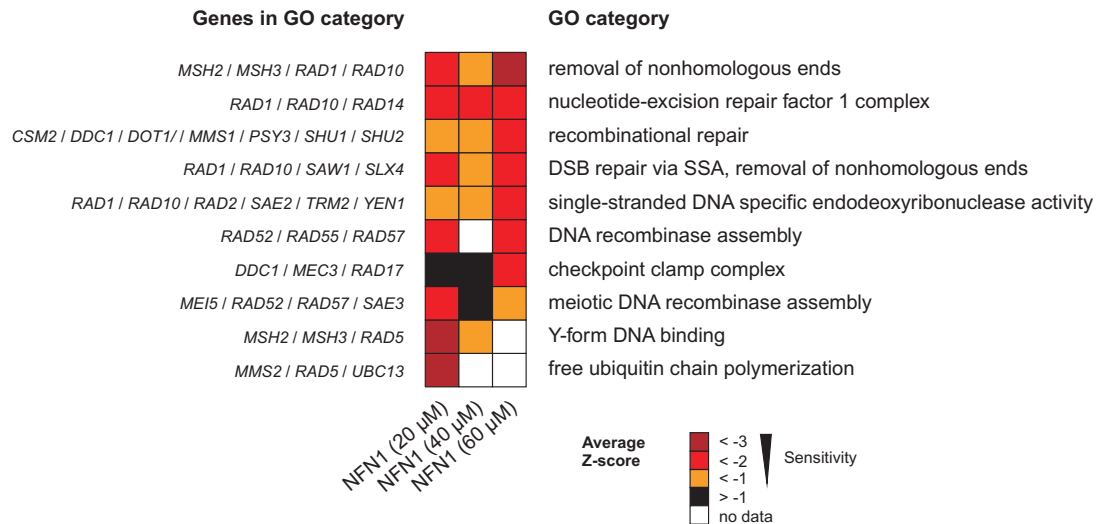 Genes in GO category GO category
MSH2 / MSH3 / RAD1 / RAD10 removal of nonhomologous ends
RAD1 / RAD10 / RAD14 nucleotide-excision repair factor 1 complex
CSM2 / DDC1 / DOT1/ / MMS1 / PSY3 / SHU1 / SHU2 recombinational repair
RAD1 / RAD10 / SAW1 / SLX4 DSB repair via SSA, removal of nonhomologous ends
RAD1 / RAD10 / RAD2 / SAE2 / TRM2 / YEN1 single-stranded DNA specific endodeoxyribonuclease activity
RAD52 / RAD55 / RAD57 DNA recombinase assembly
DDC1 / MEC3 / RAD17 checkpoint clamp complex
MEI5 / RAD52 / RAD57 / SAE3 meiotic DNA recombinase assembly
MSH2 / MSH3 / RAD5 Y-form DNA binding
MMS2 / RAD5 / UBC13 free ubiquitin chain polymerization
NFN1 (20 µM)
NFN1 (40 µM)
NFN1 (60 µM)
Average
Z-score
< -3
< -2
< -1
> -1
no data
Sensitivity